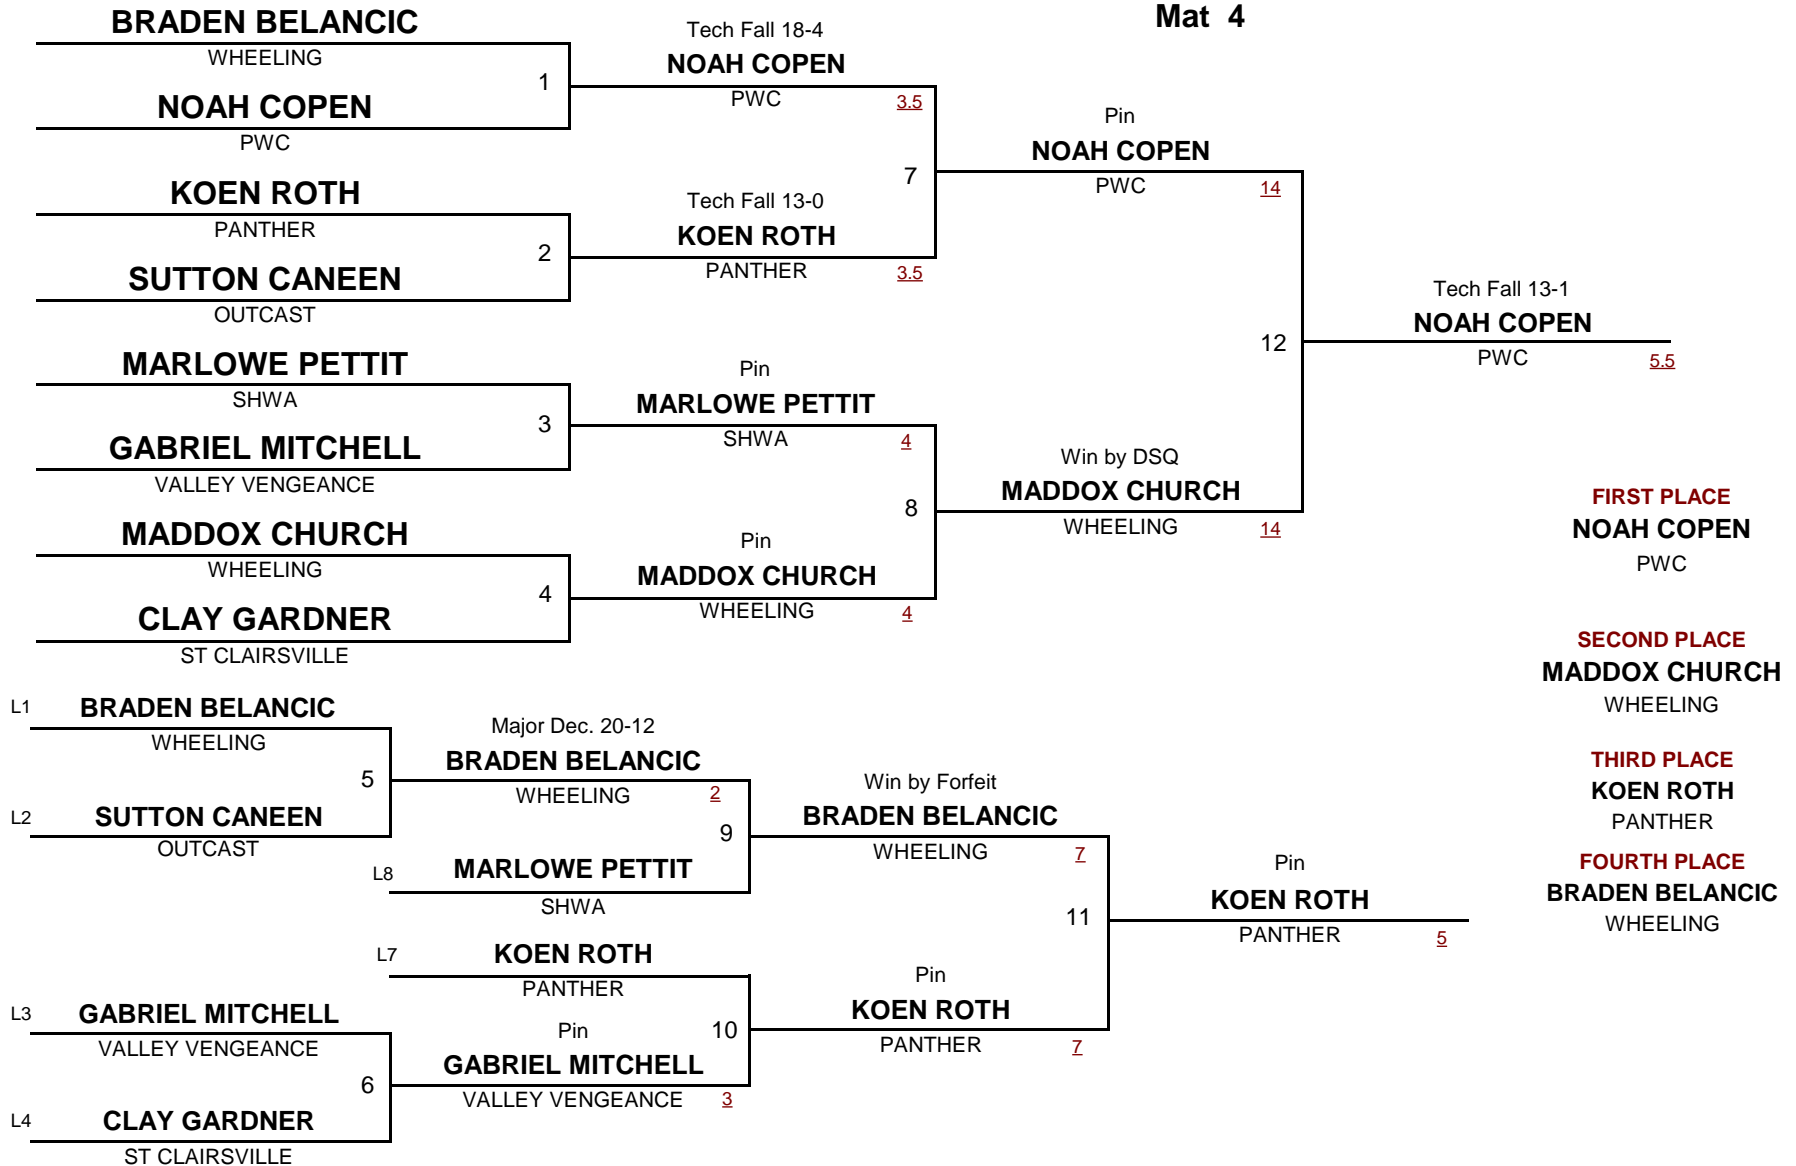 Mat 4
BRADEN BELANCIC
WHEELING
1
NOAH COPEN
PWC
KOEN ROTH
PANTHER
2
SUTTON CANEEN
OUTCAST
MARLOWE PETTIT
SHWA
3
GABRIEL MITCHELL
VALLEY VENGEANCE
MADDOX CHURCH
WHEELING
4
CLAY GARDNER
ST CLAIRSVILLE
Tech Fall 18-4
NOAH COPEN
PWC
3.5
7
Tech Fall 13-0
KOEN ROTH
PANTHER
3.5
Pin
MARLOWE PETTIT
SHWA
4
8
Pin
MADDOX CHURCH
WHEELING
4
Pin
NOAH COPEN
PWC
14
12
Win by DSQ
MADDOX CHURCH
WHEELING
14
Tech Fall 13-1
NOAH COPEN
PWC
5.5
FIRST PLACE
NOAH COPEN
PWC
SECOND PLACE
MADDOX CHURCH
WHEELING
THIRD PLACE
KOEN ROTH
PANTHER
FOURTH PLACE
BRADEN BELANCIC
WHEELING
L1
BRADEN BELANCIC
WHEELING
5
L2
SUTTON CANEEN
OUTCAST
L3
GABRIEL MITCHELL
VALLEY VENGEANCE
6
L4
CLAY GARDNER
ST CLAIRSVILLE
Major Dec. 20-12
BRADEN BELANCIC
WHEELING
2
9
L8
MARLOWE PETTIT
SHWA
L7
KOEN ROTH
PANTHER
10
Pin
GABRIEL MITCHELL
VALLEY VENGEANCE
3
Win by Forfeit
BRADEN BELANCIC
WHEELING
7
11
Pin
KOEN ROTH
PANTHER
7
Pin
KOEN ROTH
PANTHER
5